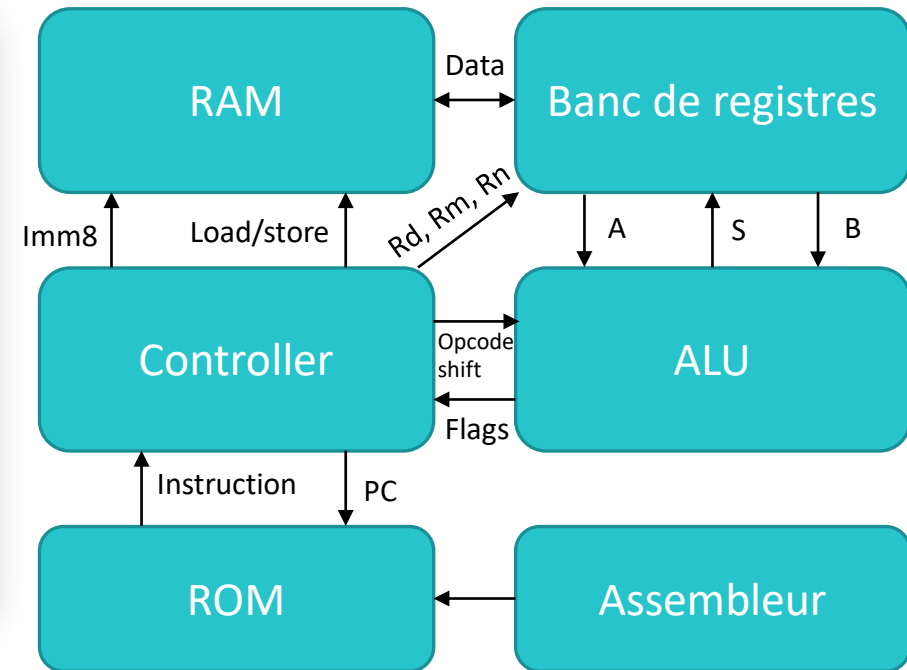 RAM
Data
Banc de registres
Imm8
Load/store
Rd, Rm, Rn
A
S
B
Controller
Opcode
shift
Flags
ALU
Instruction
PC
ROM
Assembleur